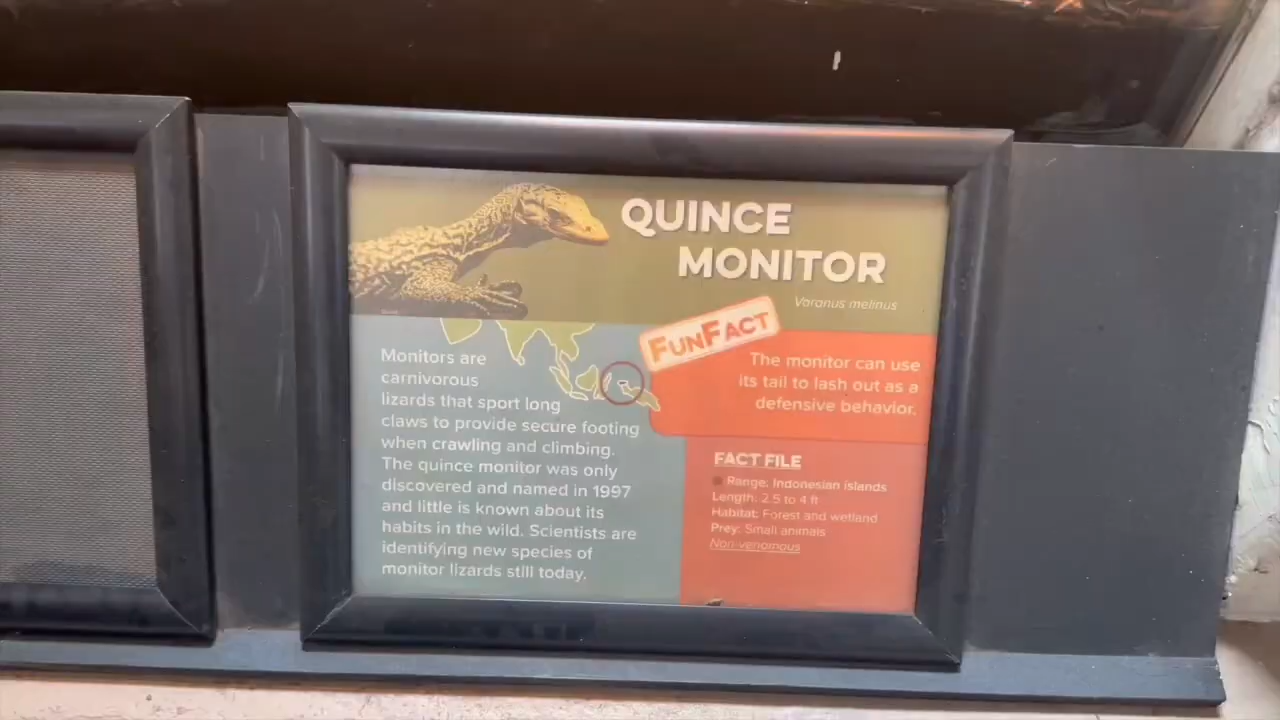 QUINCE
MONITOR
Varanus melinus
Monitors are
carnivorous
lizards that sport long
claws to provide secure footing
when crawling and climbing.
The quince monitor was only
discovered and named in 1997
and little is known about its
habits in the wild. Scientists are
identifying new species of
monitor lizards still today.
FUNFACT
The monitor can use
its tail to lash out as a
defensive behavior.
FACT FILE
Range: Indonesian islands
Length: 2.5 to 4 ft
Habitat: Forest and wetland
Prey: Small animals
Non-venomous